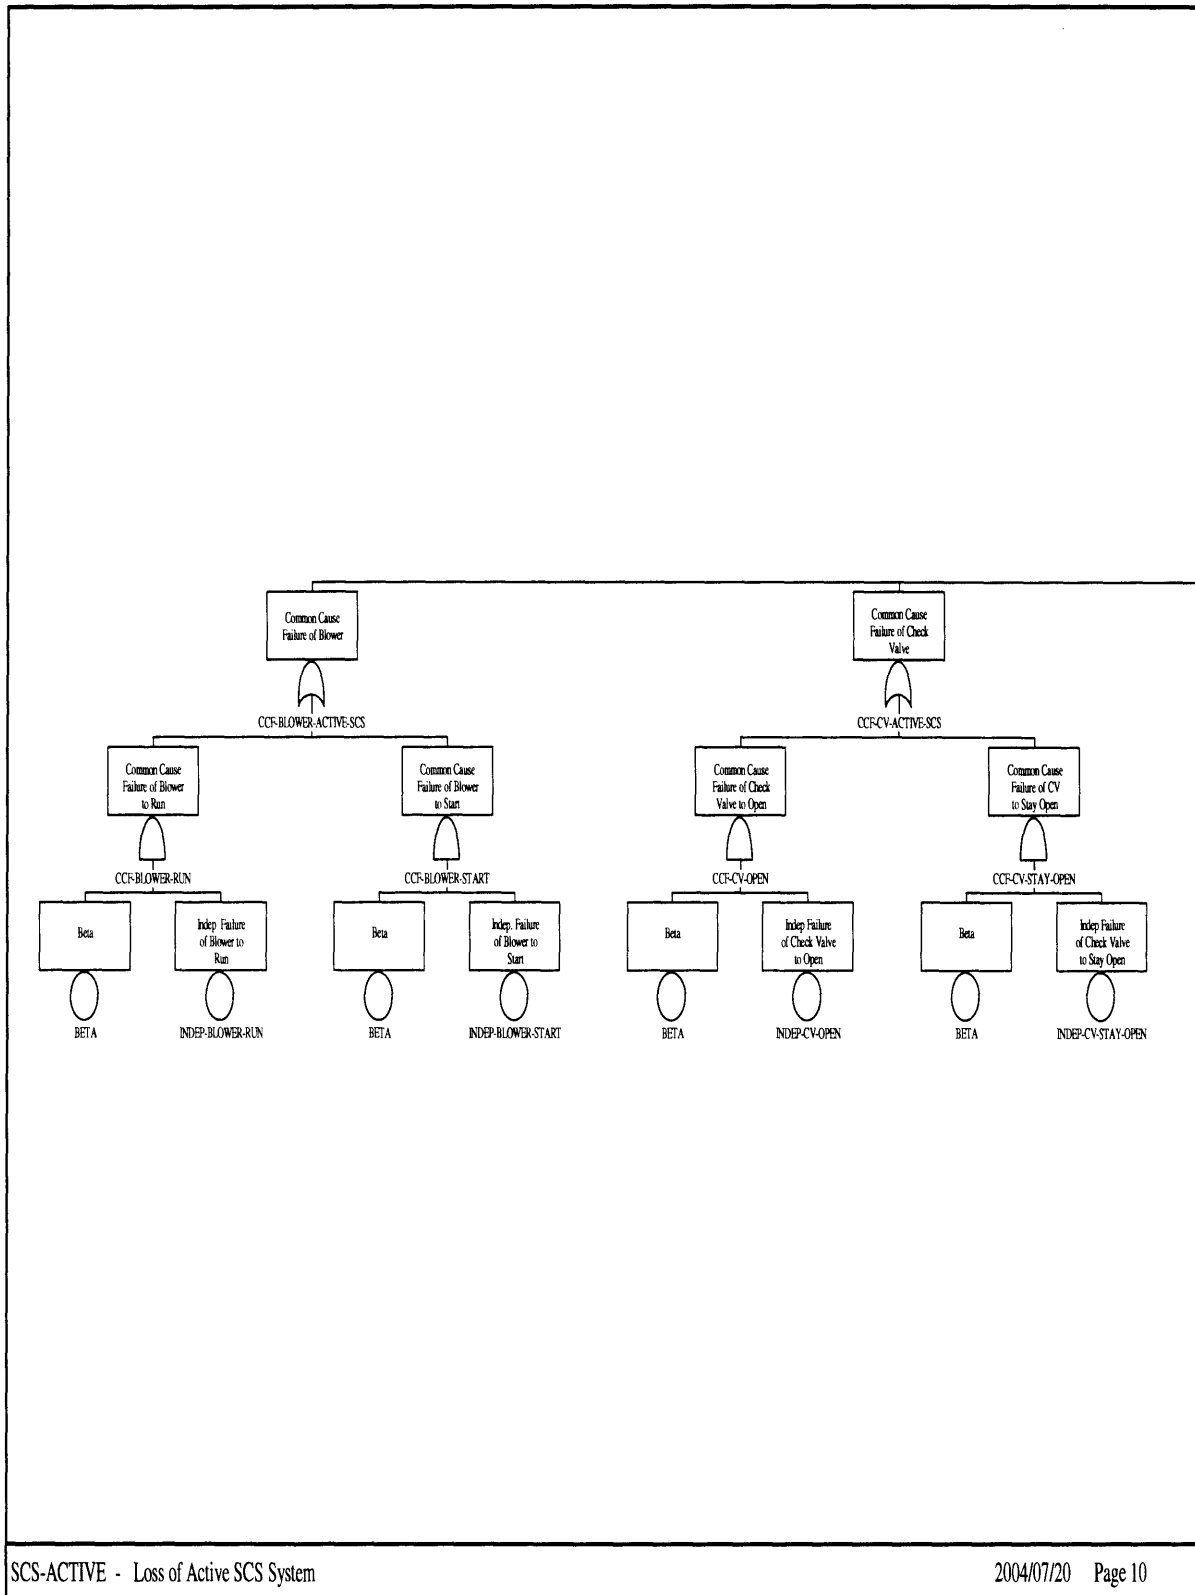 Common Cause
Failure of Blower
CCF-BLOWER-ACTIVE-SCS
Common Cause
Failure of Check
Valve
CCF-CV-ACTIVE-SCS
Common Cause
Failure of Blower
to Run
CCF-BLOWER-RUN
Common Cause
Failure of Blower
to Start
CCF-BLOWER-START
Common Cause
Failure of Check
Valve to Open
CCF-CV-OPEN
Common Cause
Failure of CV
to Stay Open
CCF-CV-STAY-OPEN
Beta
BETA
Indep Failure
of Blower to
Run
INDEP-BLOWER-RUN
Beta
BETA
Indep. Failure
of Blower to
Start
INDEP-BLOWER-START
Beta
BETA
Indep Failure
of Check Valve
to Open
INDEP-CV-OPEN
Beta
BETA
Indep Failure
of Check Valve
to Stay Open
INDEP-CV-STAY-OPEN
SCS-ACTIVE - Loss of Active SCS System
2004/07/20 Page 10